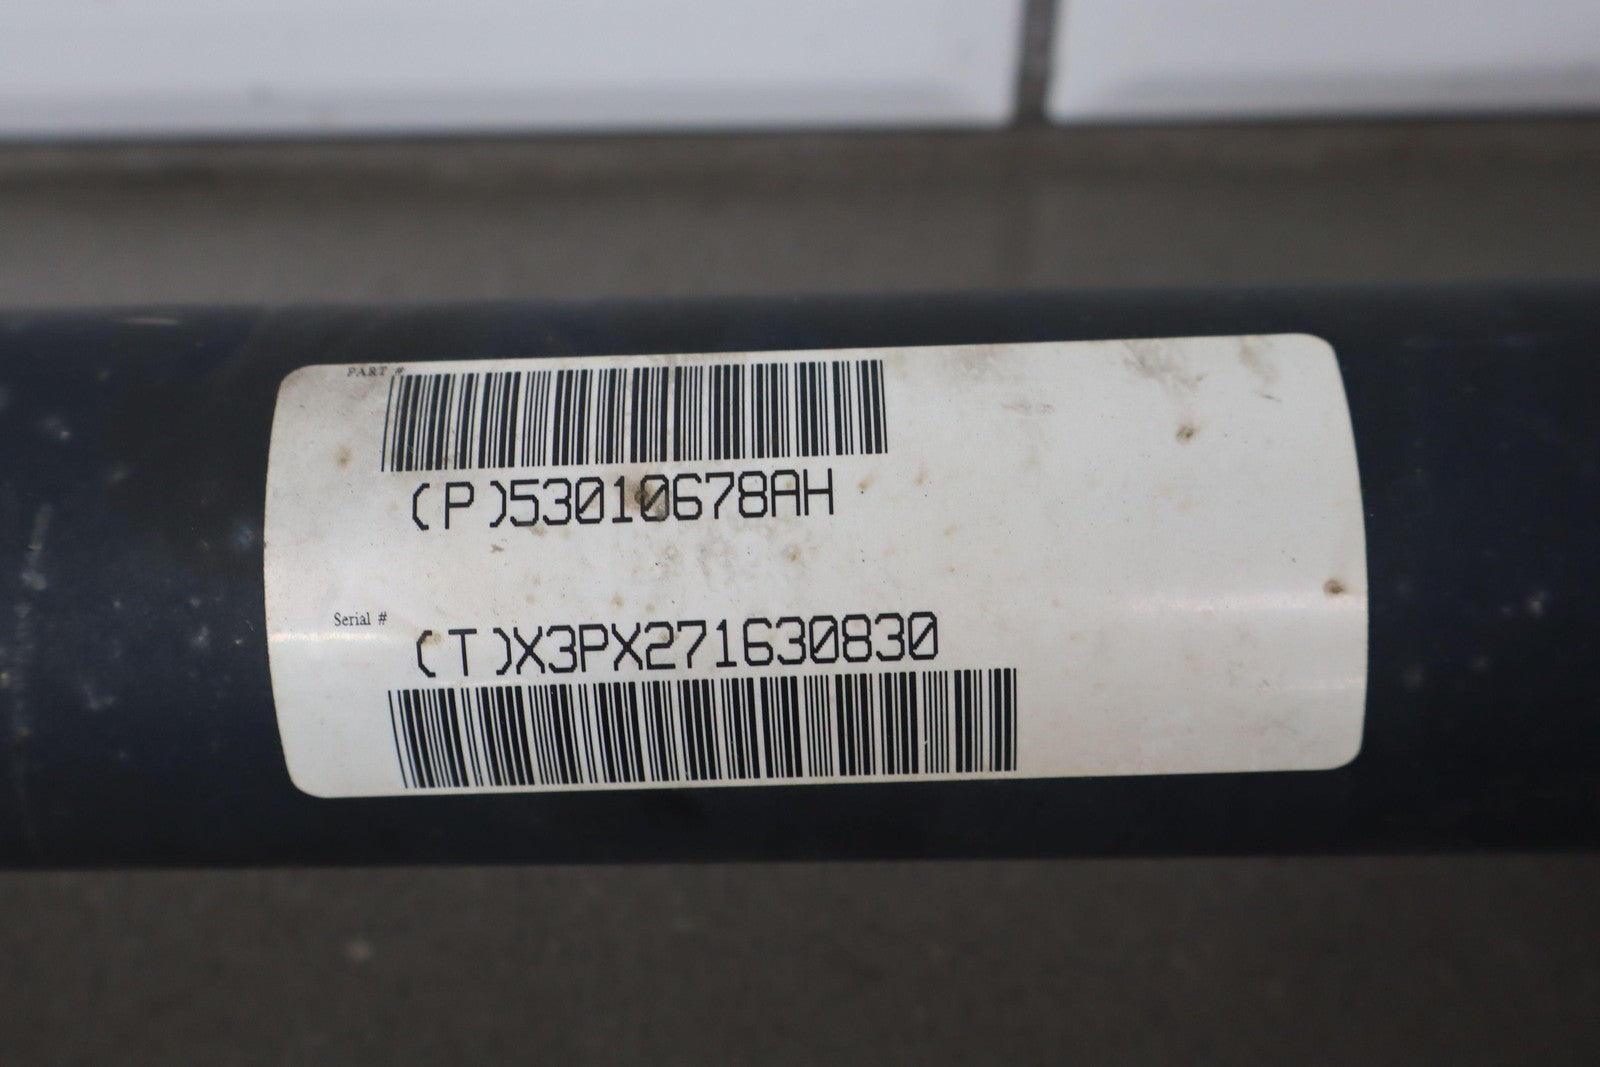 PART #
(P)53010678AH
Serial #
(T)X3PX271630830